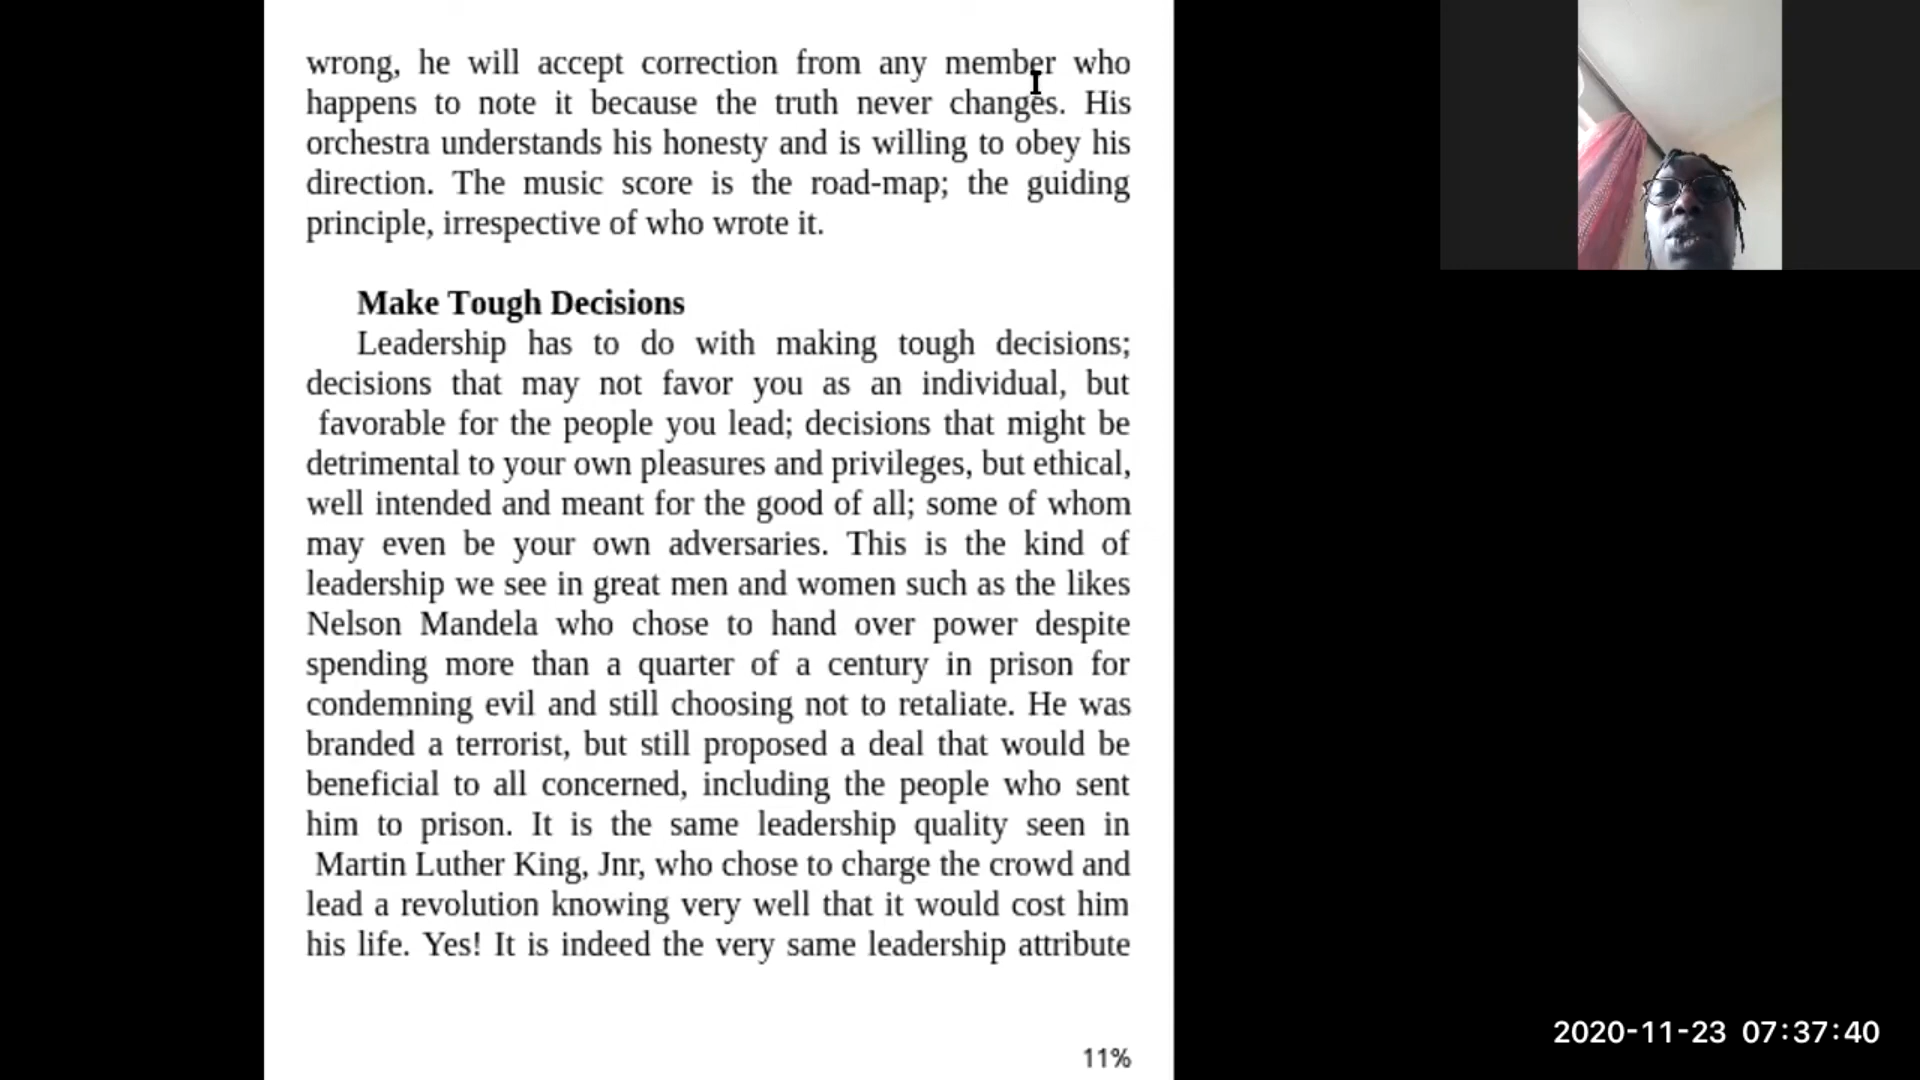 wrong, he will accept correction from any member who
happens to note it because the truth never changes. His
orchestra understands his honesty and is willing to obey his
direction. The music score is the road-map; the guiding
principle, irrespective of who wrote it.
Make Tough Decisions
Leadership has to do with making tough decisions;
decisions that may not favor you as an individual, but
favorable for the people you lead; decisions that might be
detrimental to your own pleasures and privileges, but ethical,
well intended and meant for the good of all; some of whom
may even be your own adversaries. This is the kind of
leadership we see in great men and women such as the likes
Nelson Mandela who chose to hand over power despite
spending more than a quarter of a century in prison for
condemning evil and still choosing not to retaliate. He was
branded a terrorist, but still proposed a deal that would be
beneficial to all concerned, including the people who sent
him to prison. It is the same leadership quality seen in
Martin Luther King, Jnr, who chose to charge the crowd and
lead a revolution knowing very well that it would cost him
his life. Yes! It is indeed the very same leadership attribute
11%
2020-11-23 07:37:40